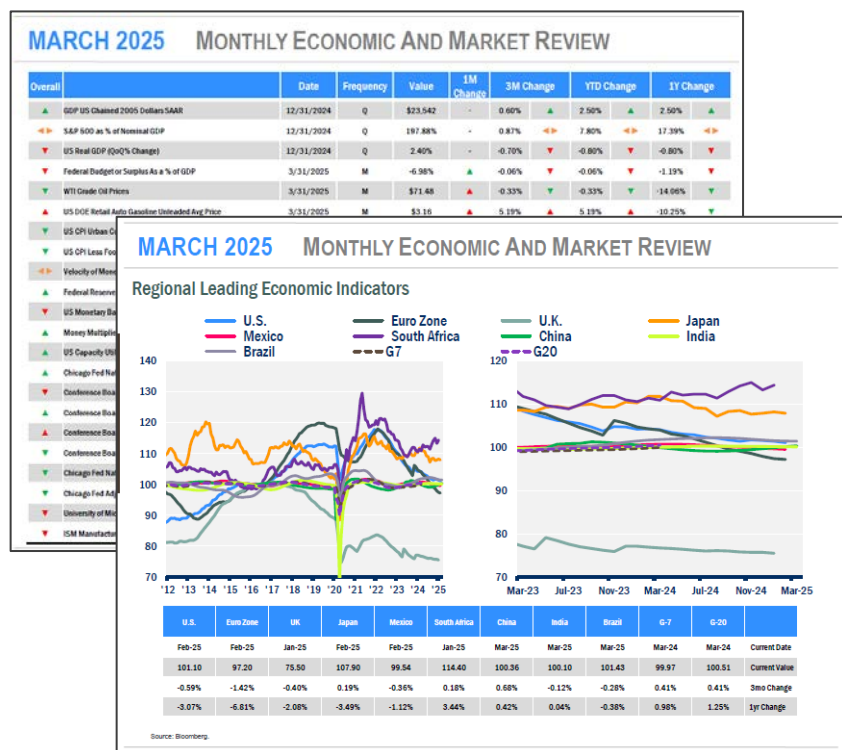 MARCH 2025 MONTHLY ECONOMIC AND MARKET REVIEW
Overall Date Frequency Value 1M Change 3M Change YTD Change 1Y Change
GDP US Chained 2005 Dollars SAAR 12/31/2024 Q $23,542 - 0.60% 2.50% 2.50%
S&P 500 as % of Nominal GDP 12/31/2024 Q 197.88% - 0.87% 7.80% 17.39%
US Real GDP (QoQ% Change) 12/31/2024 Q 2.40% - -0.70% -0.80% -0.80%
Federal Budget or Surplus As a % of GDP 3/31/2025 M -6.98% -0.06% -0.06% -1.19%
WTI Crude Oil Prices 3/31/2025 M $71.48 -0.33% -0.33% -14.06%
US DOE Retail Auto Gasoline Unleaded Avg Price 3/31/2025 M $3.16 5.19% 5.19% -10.25%
US CPI Urban
US CPI Less
Velocity of
Federal Reserve
US Monetary
Money
US Capacity
Chicago Fed
Conference
Conference
Conference
Conference
Chicago Fed
Chicago Fed
University of
ISM
MARCH 2025 MONTHLY ECONOMIC AND MARKET REVIEW
Regional Leading Economic Indicators
U.S. Euro Zone U.K. Japan
Mexico South Africa China India
Brazil G7 G20
140
130
120
110
100
90
80
70
'12 '13 '14 '15 '16 '17 '18 '19 '20 '21 '22 '23 '24 '25
120
110
100
90
80
70
Mar-23 Jul-23 Nov-23 Mar-24 Jul-24 Nov-24 Mar-25
U.S. Euro Zone UK Japan Mexico South Africa China India Brazil G-7 G-20
Feb-25 Feb-25 Jan-25 Feb-25 Feb-25 Jan-25 Mar-25 Mar-25 Mar-25 Mar-24 Mar-24 Current Date
101.10 97.20 75.50 107.90 99.54 114.40 100.36 100.10 101.43 99.97 100.51 Current Value
-0.59% -1.42% -0.40% 0.19% -0.36% 0.18% 0.68% -0.12% -0.28% 0.41% 0.41% 3mo Change
-3.07% -6.81% -2.08% -3.49% -1.12% 3.44% 0.42% 0.04% -0.38% 0.98% 1.25% 1yr Change
Source: Bloomberg.